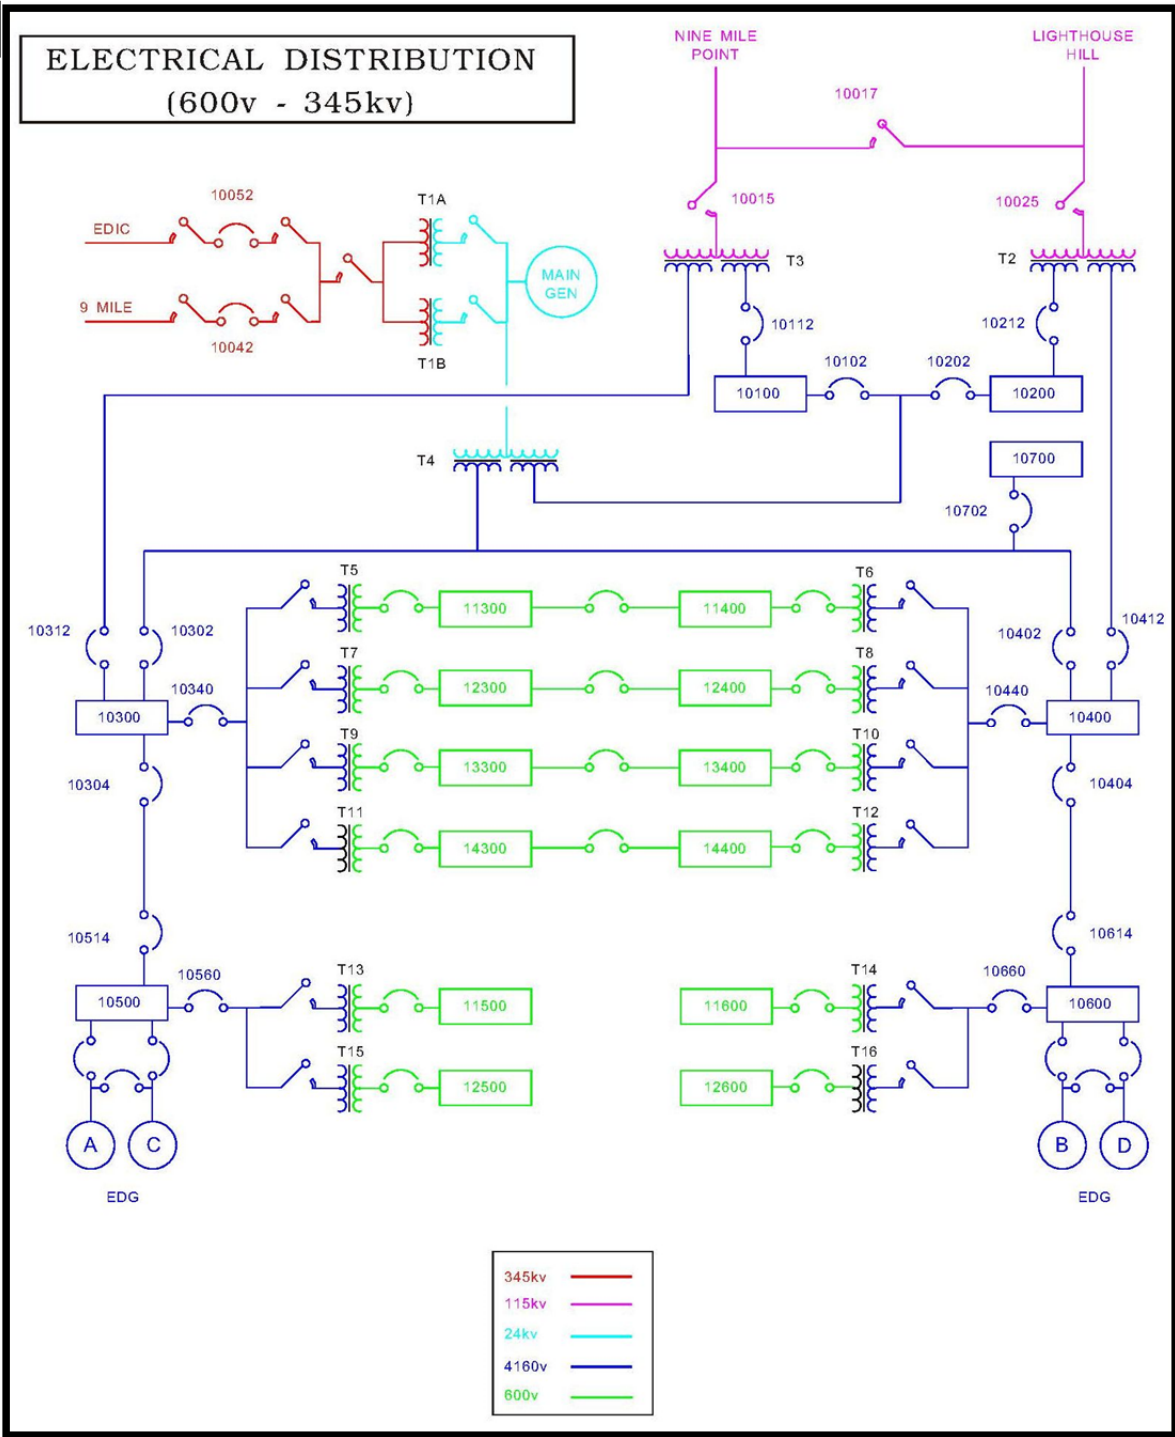 ELECTRICAL DISTRIBUTION
(600v - 345kv)
NINE MILE
POINT
LIGHTHOUSE
HILL
10017
10015
10025
T3
T2
10052
T1A
EDIC
MAIN
GEN
9 MILE
10042
T1B
10112
10212
10102
10202
10100
10200
T4
10700
10702
T5
T6
11300
11400
10312
10302
10402
10412
T7
T8
12300
12400
10340
10440
10300
10400
T9
T10
13300
13400
10304
10404
T11
T12
14300
14400
10514
10614
10560
T13
T14
10660
10500
11500
11600
10600
T15
T16
12500
12600
A
C
B
D
EDG
EDG
345kv
115kv
24kv
4160v
600v